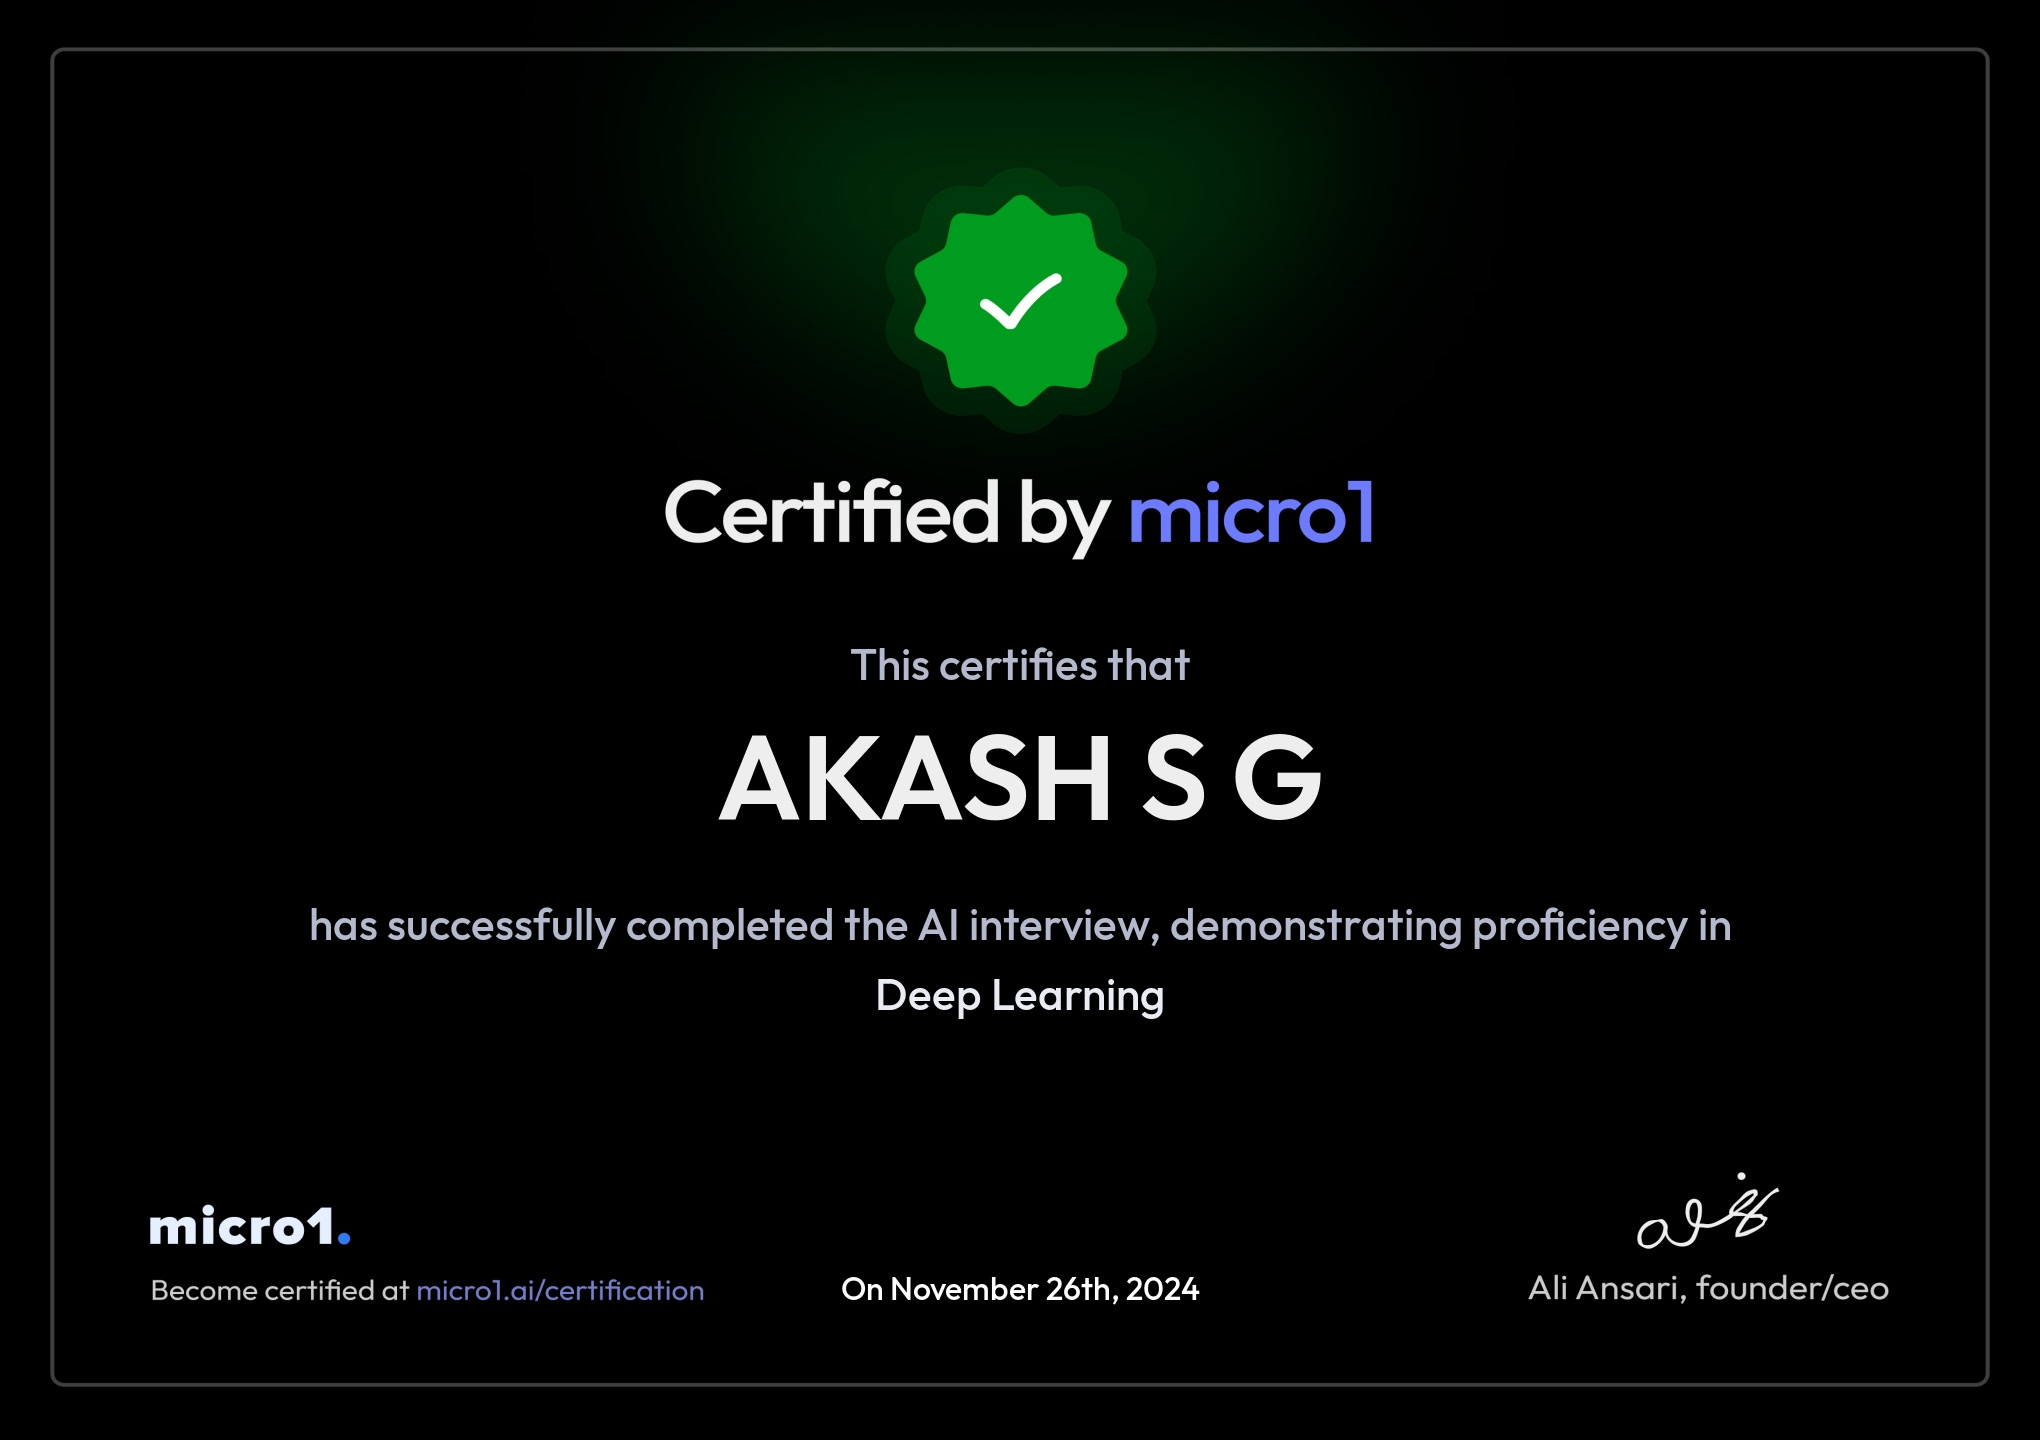 Certified by micro1
This certifies that
AKASH S G
has successfully completed the AI interview, demonstrating proficiency in
Deep Learning
micro1.
Become certified at micro1.ai/certification
On November 26th, 2024
Ali Ansari, founder/ceo